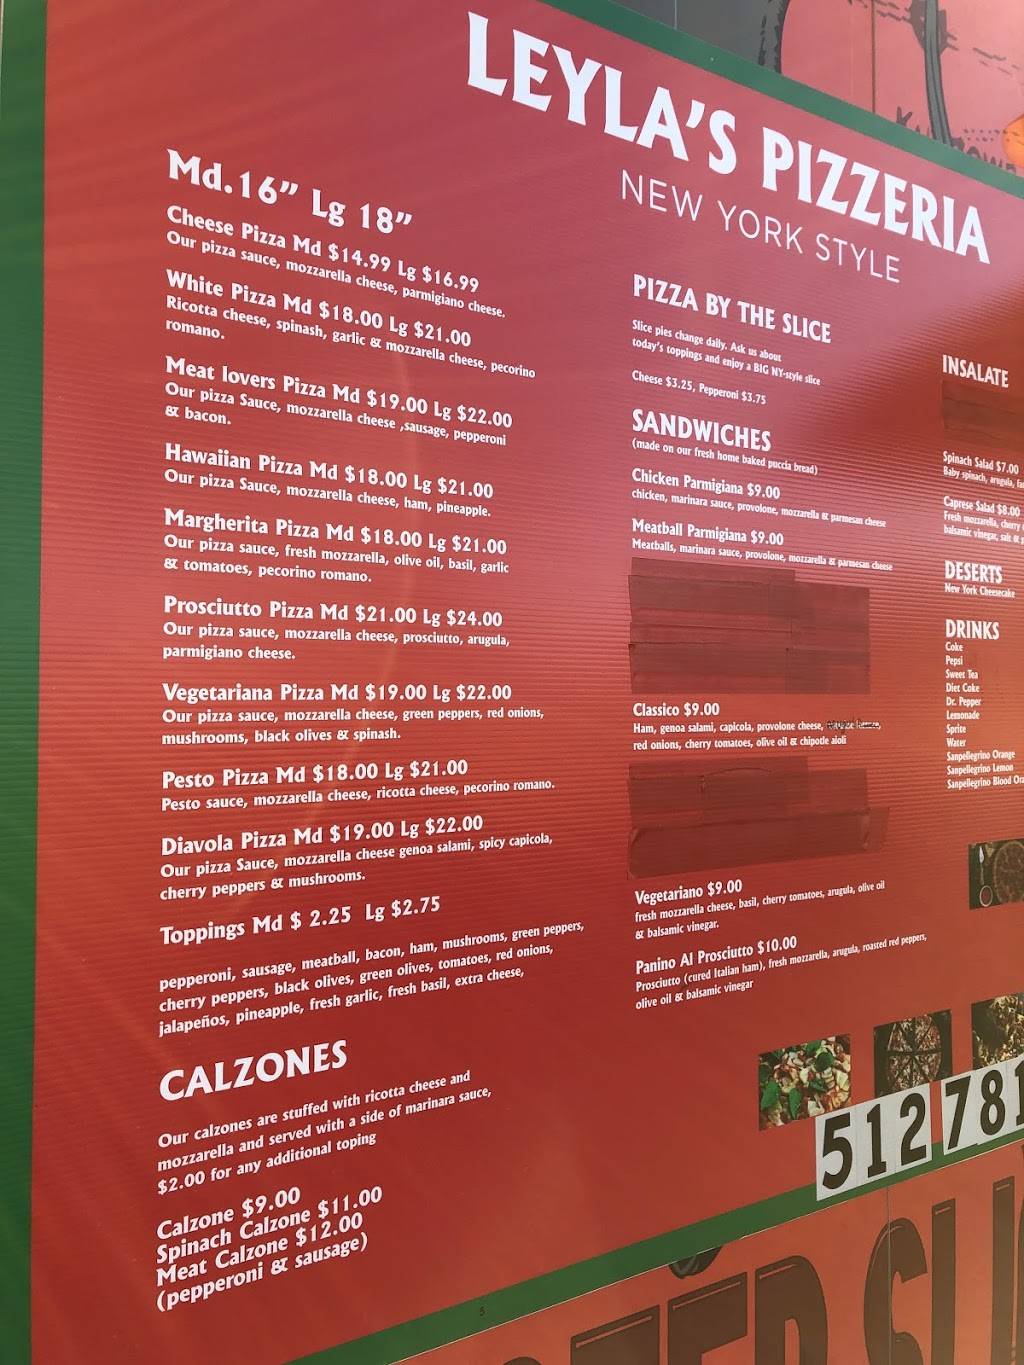 LEYLA'S PIZZERIA
NEW YORK STYLE
Md.16" Lg 18"
Cheese Pizza Md $14.99 Lg $16.99
Our pizza sauce, mozzarella cheese, parmigiano cheese.
White Pizza Md $18.00 Lg $21.00
Ricotta cheese, spinash, garlic & mozzarella cheese, pecorino
romano.
Meat lovers Pizza Md $19.00 Lg $22.00
Our pizza Sauce, mozzarella cheese ,sausage, pepperoni
& bacon.
Hawaiian Pizza Md $18.00 Lg $21.00
Our pizza Sauce, mozzarella cheese, ham, pineapple.
Margherita Pizza Md $18.00 Lg $21.00
Our pizza sauce, fresh mozzarella, olive oil, basil, garlic
& tomatoes, pecorino romano.
Prosciutto Pizza Md $21.00 Lg $24.00
Our pizza sauce, mozzarella cheese, prosciutto, arugula,
parmigiano cheese.
Vegetariana Pizza Md $19.00 Lg $22.00
Our pizza sauce, mozzarella cheese, green peppers, red onions,
mushrooms, black olives & spinash.
Pesto Pizza Md $18.00 Lg $21.00
Pesto sauce, mozzarella cheese, ricotta cheese, pecorino romano.
Diavola Pizza Md $19.00 Lg $22.00
Our pizza Sauce, mozzarella cheese genoa salami, spicy capicola,
cherry peppers & mushrooms.
Toppings Md $ 2.25 Lg $2.75
pepperoni, sausage, meatball, bacon, ham, mushrooms, green peppers,
cherry peppers, black olives, green olives, tomatoes, red onions,
jalapeños, pineapple, fresh garlic, fresh basil, extra cheese,
CALZONES
Our calzones are stuffed with ricotta cheese and
mozzarella and served with a side of marinara sauce,
$2.00 for any additional toping
Calzone $9.00
Spinach Calzone $11.00
Meat Calzone $12.00
(pepperoni & sausage)
PIZZA BY THE SLICE
Slice pies change daily. Ask us about
today's toppings and enjoy a BIG NY-style slice
Cheese $3.25, Pepperoni $3.75
SANDWICHES
(made on our fresh home baked puccia bread)
Chicken Parmigiana $9.00
chicken, marinara sauce, provolone, mozzarella & parmesan cheese
Meatball Parmigiana $9.00
Meatballs, marinara sauce, provolone, mozzarella & parmesan cheese
Classico $9.00
Ham, genoa salami, capicola, provolone cheese,
red onions, cherry tomatoes, olive oil & chipotle aioli
Vegetariano $9.00
fresh mozzarella cheese, basil, cherry tomatoes, arugula, olive oil
& balsamic vinegar.
Panino Al Prosciutto $10.00
Prosciutto (cured Italian ham), fresh mozzarella, arugula, roasted red peppers,
olive oil & balsamic vinegar
INSALATE
Spinach Salad $7.00
Baby spinach, arugula,
Caprese Salad $8.00
Fresh mozzarella, cherry
balsamic vinegar, salt &
DESERTS
New York Cheesecake
DRINKS
Coke
Pepsi
Sweet Tea
Diet Coke
Dr. Pepper
Lemonade
Sprite
Water
Sanpellegrino Orange
Sanpellegrino Lemon
Sanpellegrino Blood
512 781